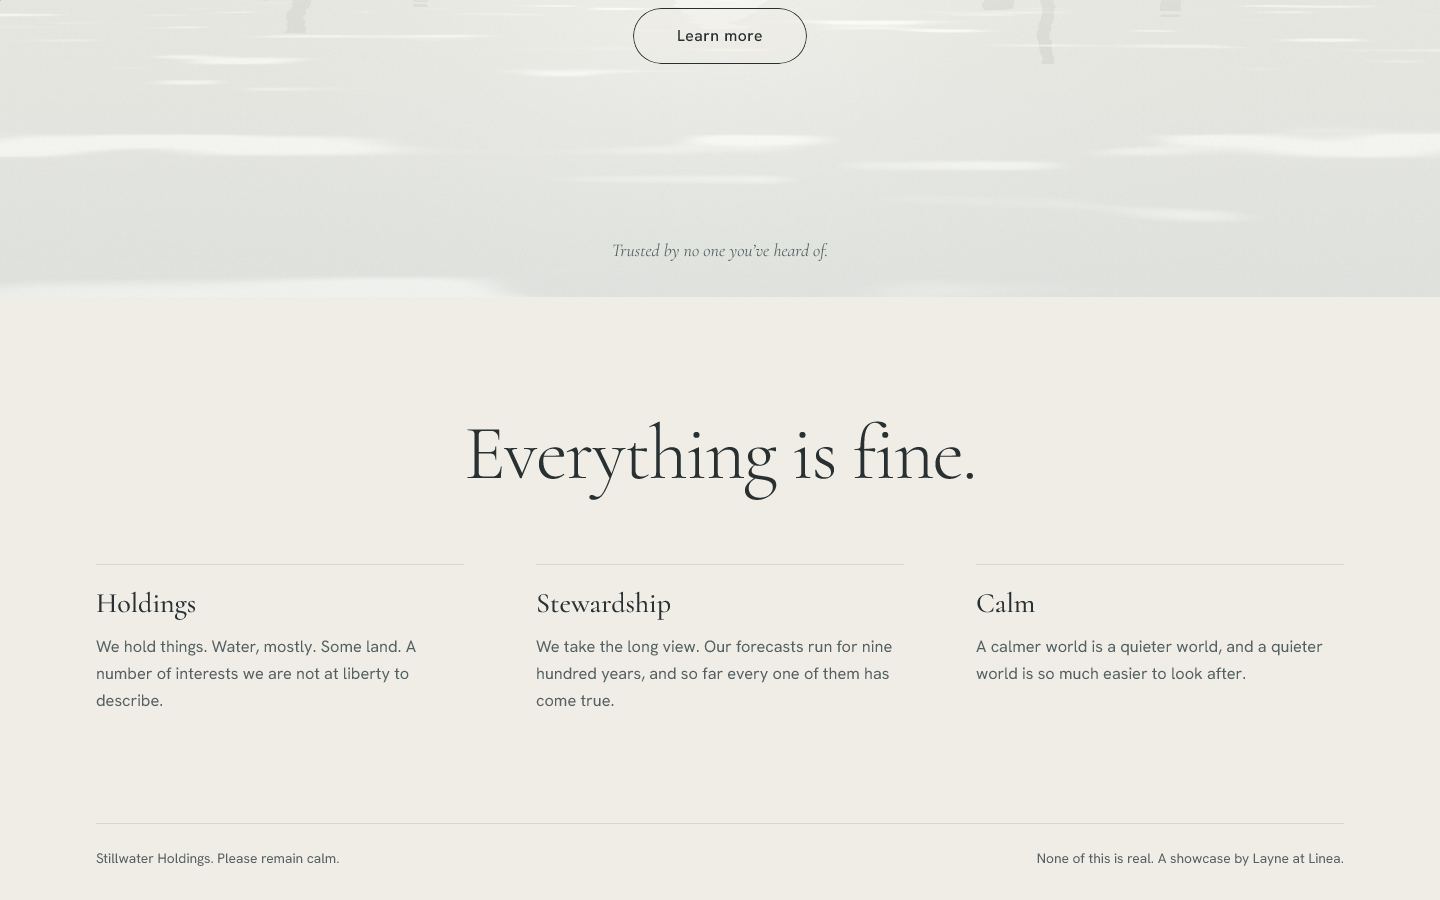 Learn more
Trusted by no one you’ve heard of.
Everything is fine.
Holdings
We hold things. Water, mostly. Some land. A
number of interests we are not at liberty to
describe.
Stewardship
We take the long view. Our forecasts run for nine
hundred years, and so far every one of them has
come true.
Calm
A calmer world is a quieter world, and a quieter
world is so much easier to look after.
Stillwater Holdings. Please remain calm.
None of this is real. A showcase by Layne at Linea.